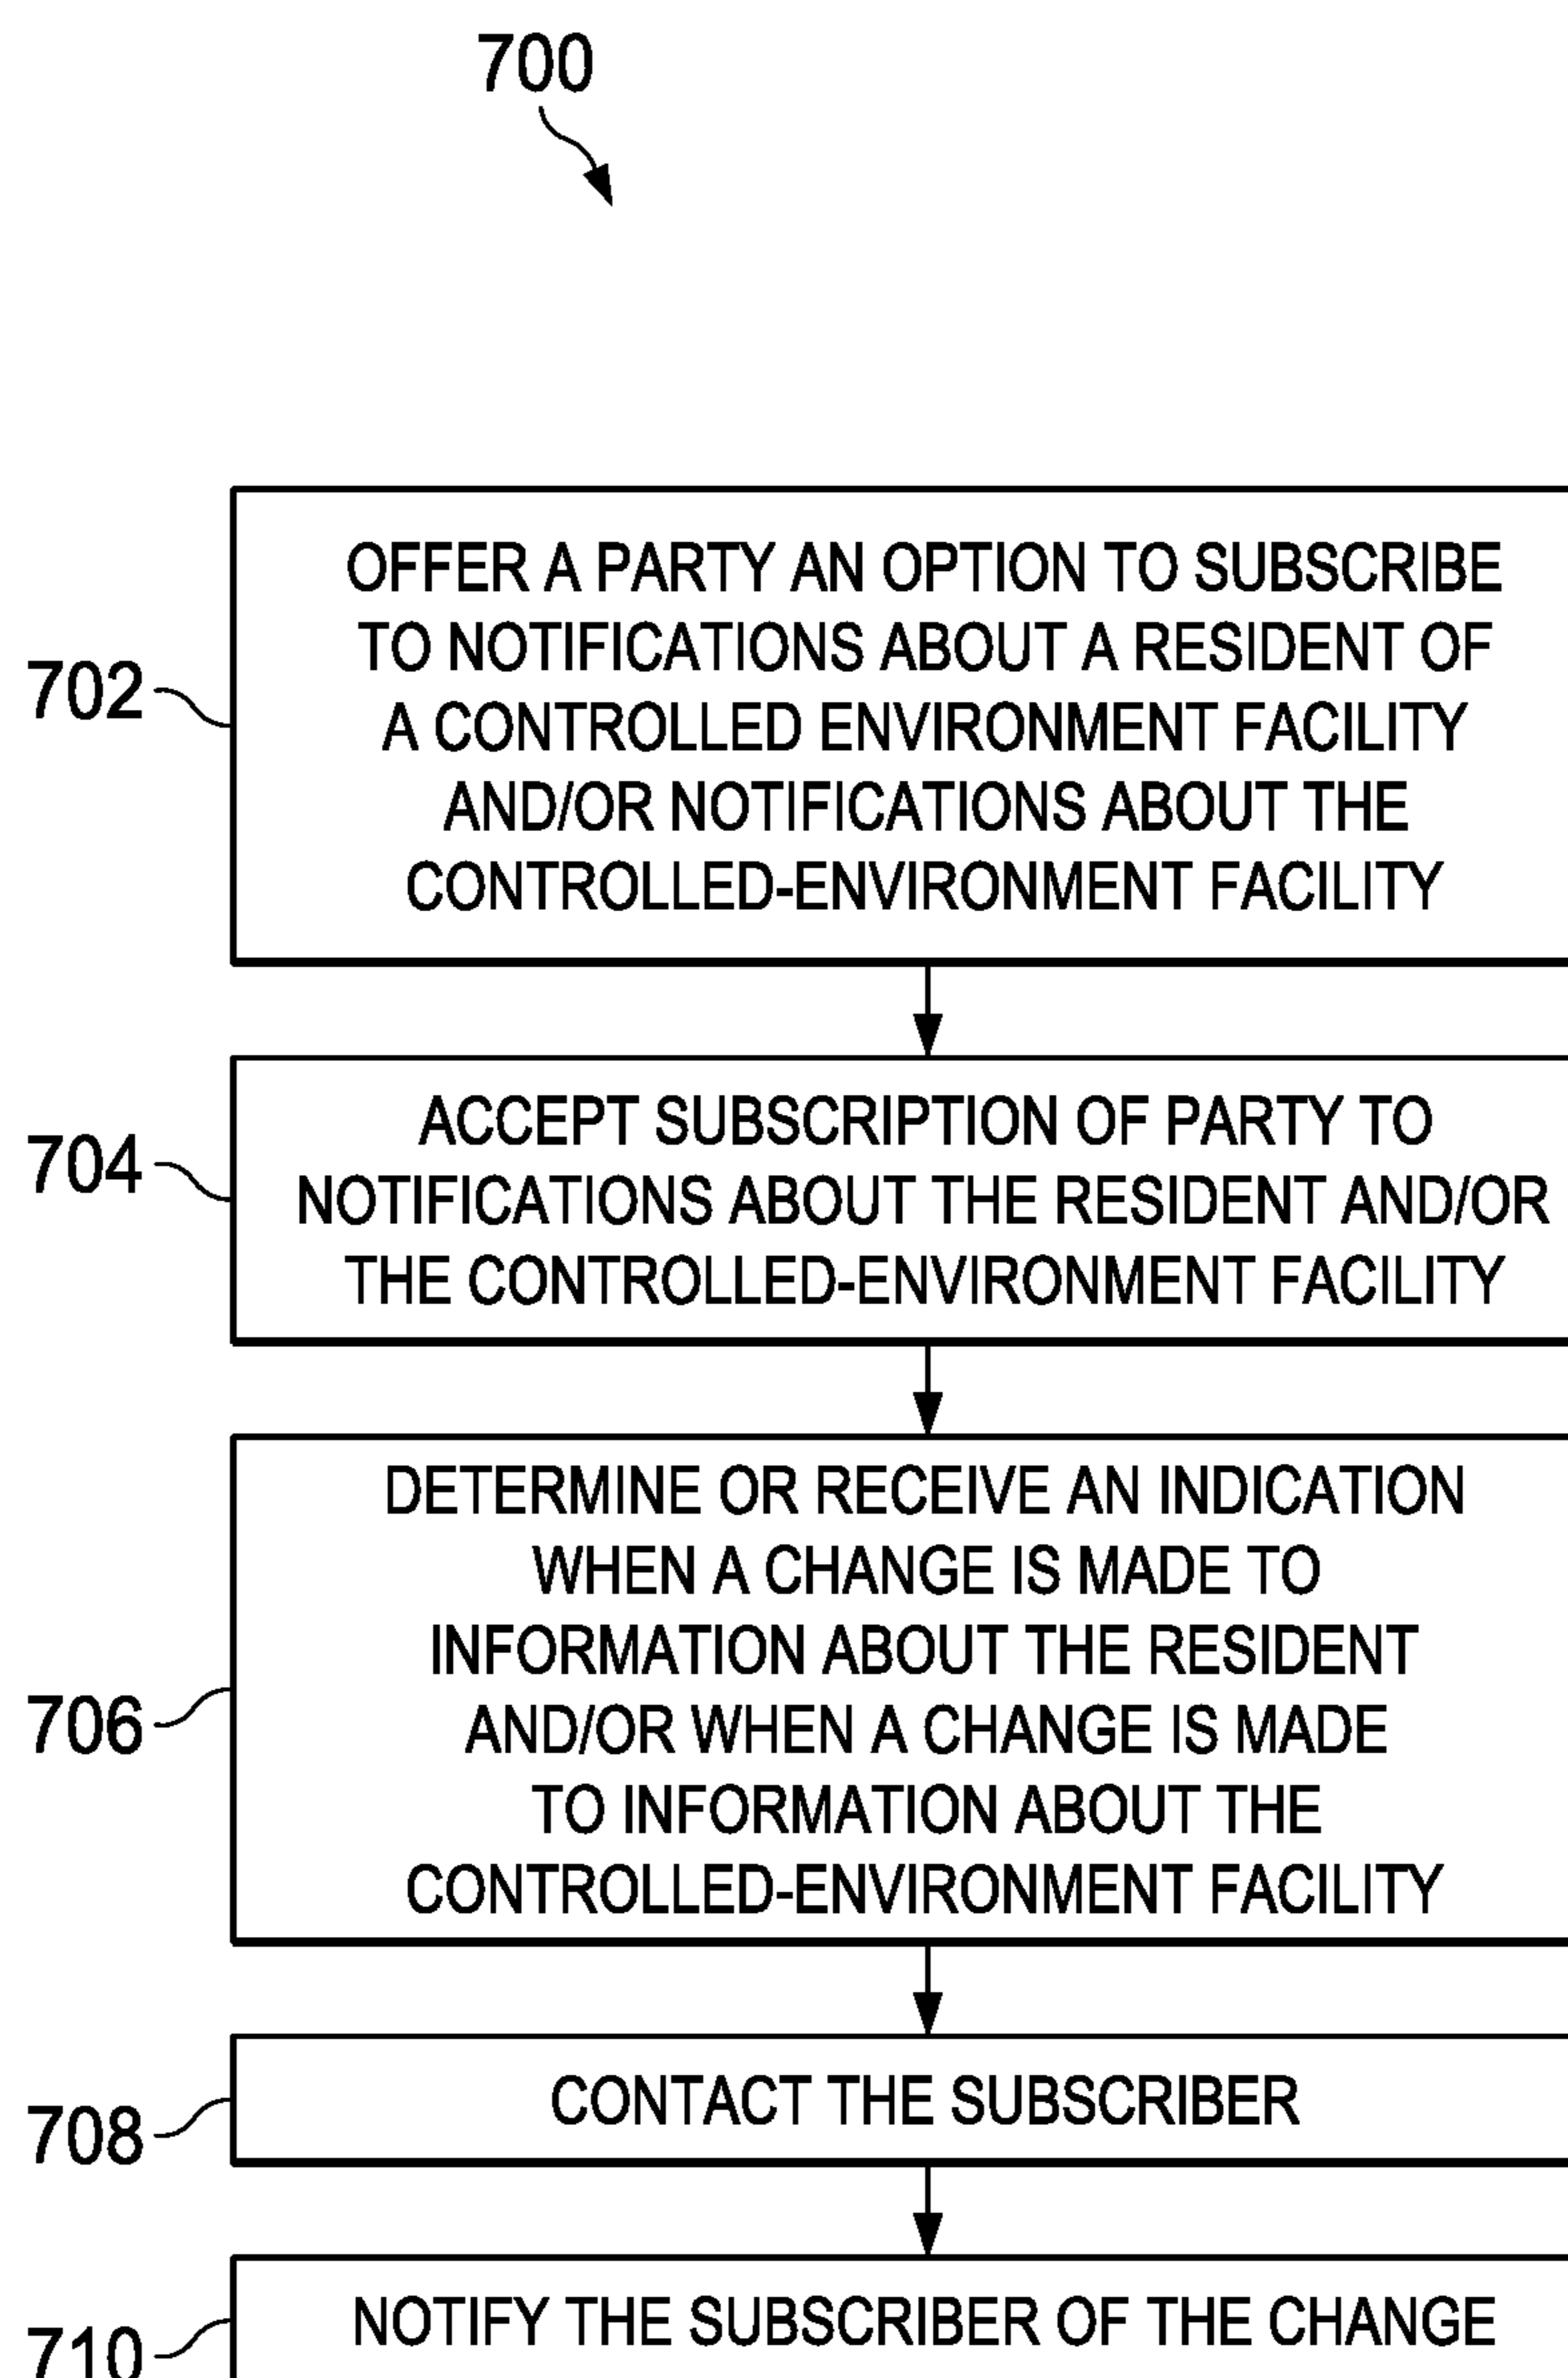 700
OFFER A PARTY AN OPTION TO SUBSCRIBE
TO NOTIFICATIONS ABOUT A RESIDENT OF
702
A CONTROLLED ENVIRONMENT FACILITY
AND/OR NOTIFICATIONS ABOUT THE
CONTROLLED-ENVIRONMENT FACILITY
ACCEPT SUBSCRIPTION OF PARTY TO
704
NOTIFICATIONS ABOUT THE RESIDENT AND/OR
THE CONTROLLED-ENVIRONMENT FACILITY
DETERMINE OR RECEIVE AN INDICATION
WHEN A CHANGE IS MADE TO
INFORMATION ABOUT THE RESIDENT
706
AND/OR WHEN A CHANGE IS MADE
TO INFORMATION ABOUT THE
CONTROLLED-ENVIRONMENT FACILITY
708
CONTACT THE SUBSCRIBER
710
NOTIFY THE SUBSCRIBER OF THE CHANGE